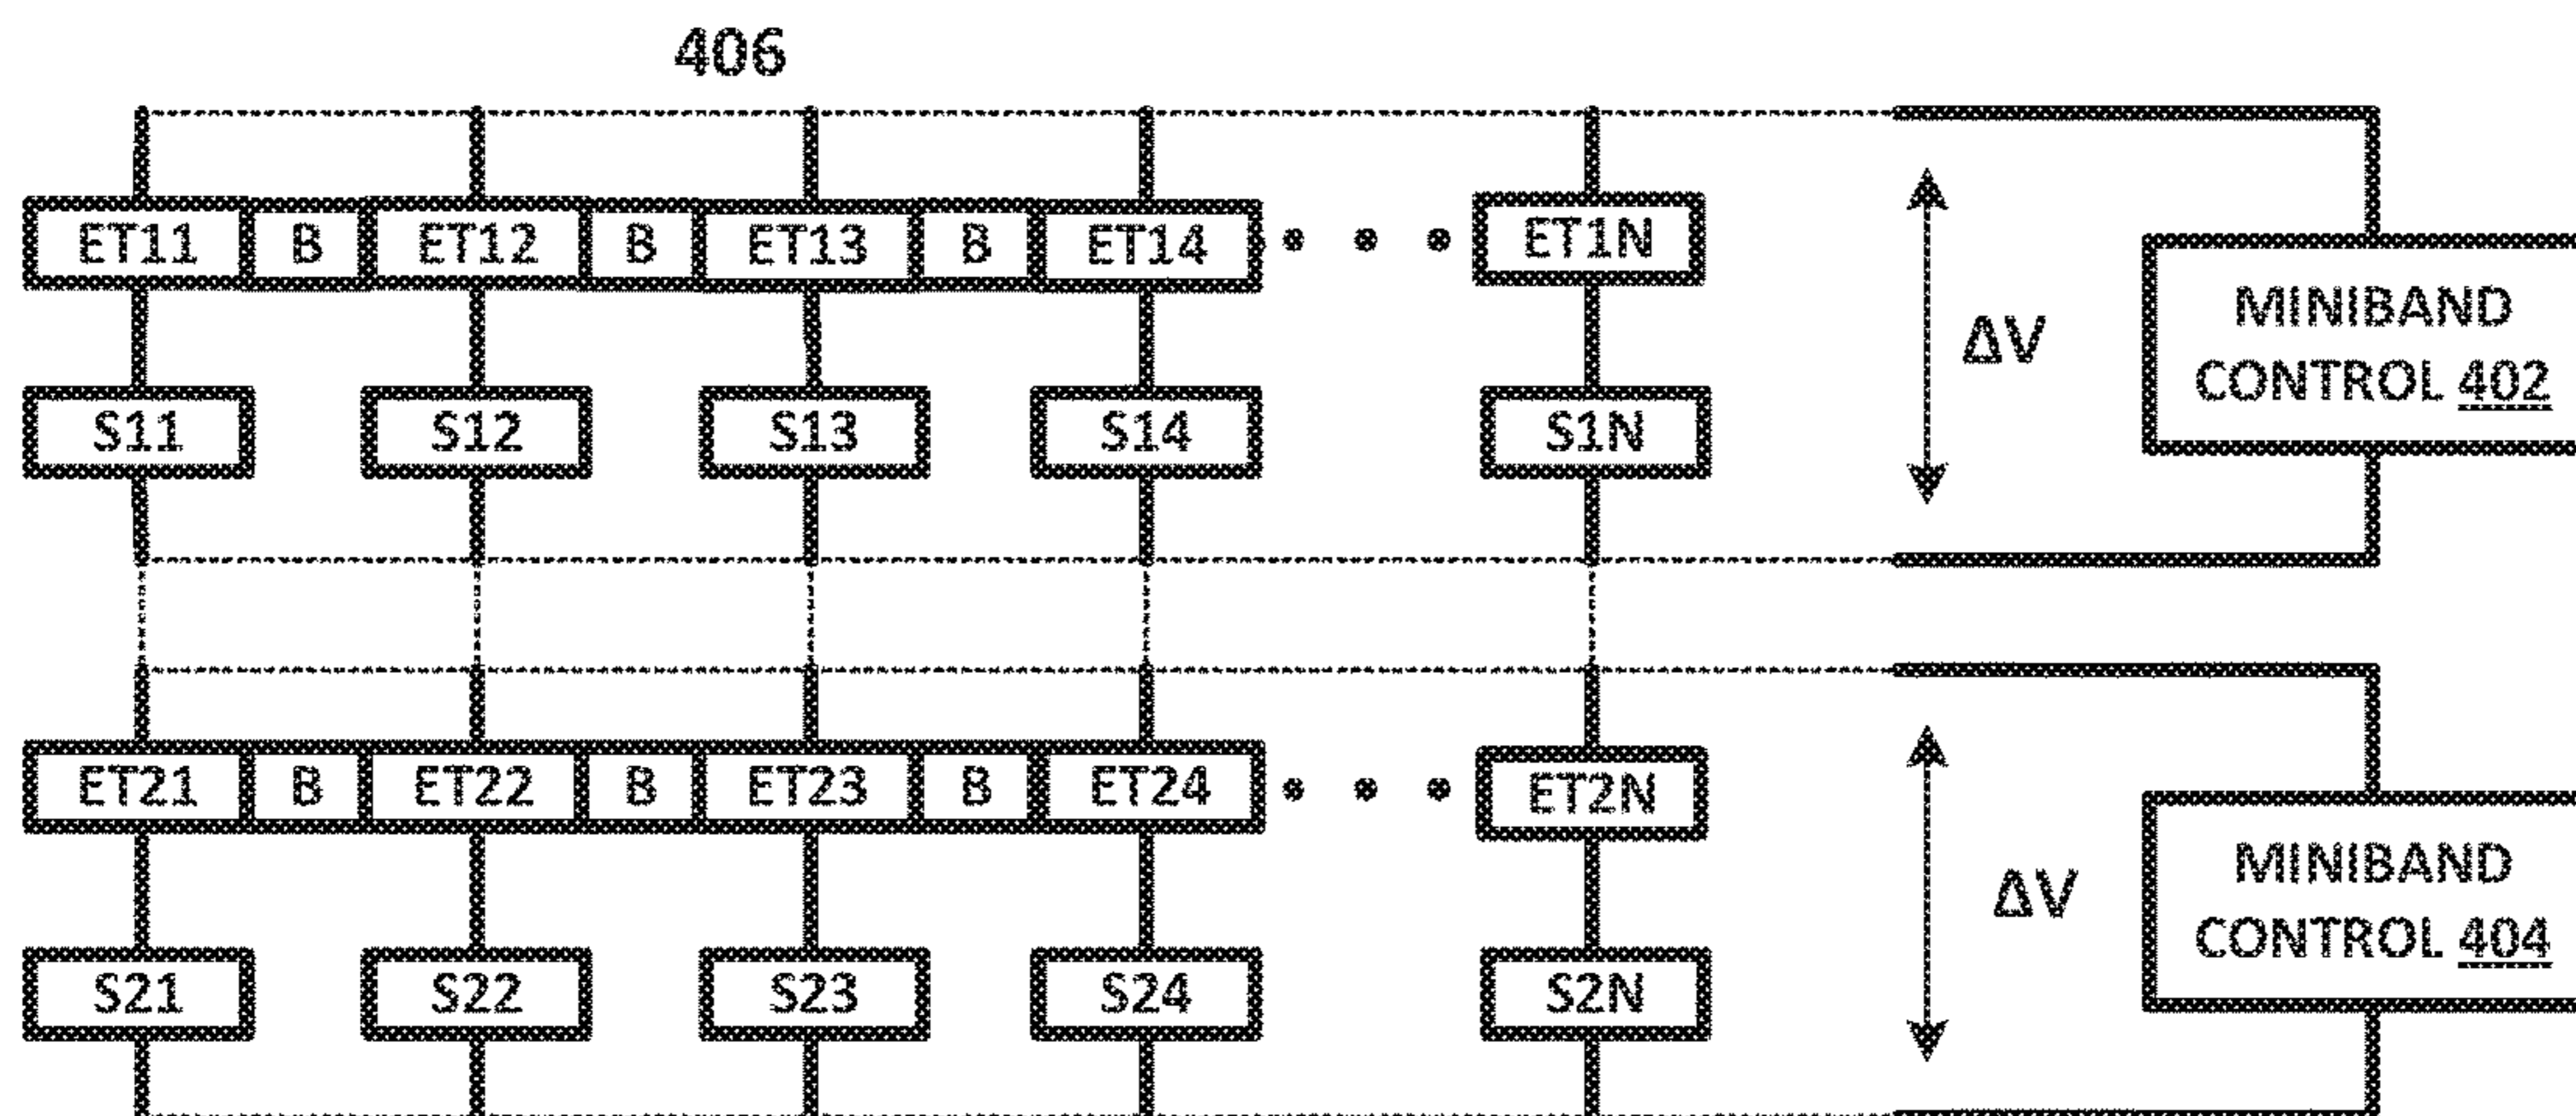 406
ET11 B ET12 B ET13 B ET14 • • • ET1N
S11 S12 S13 S14 S1N
ΔV
MINIBAND
CONTROL 402
ET21 B ET22 B ET23 B ET24 • • • ET2N
S21 S22 S23 S24 S2N
ΔV
MINIBAND
CONTROL 404